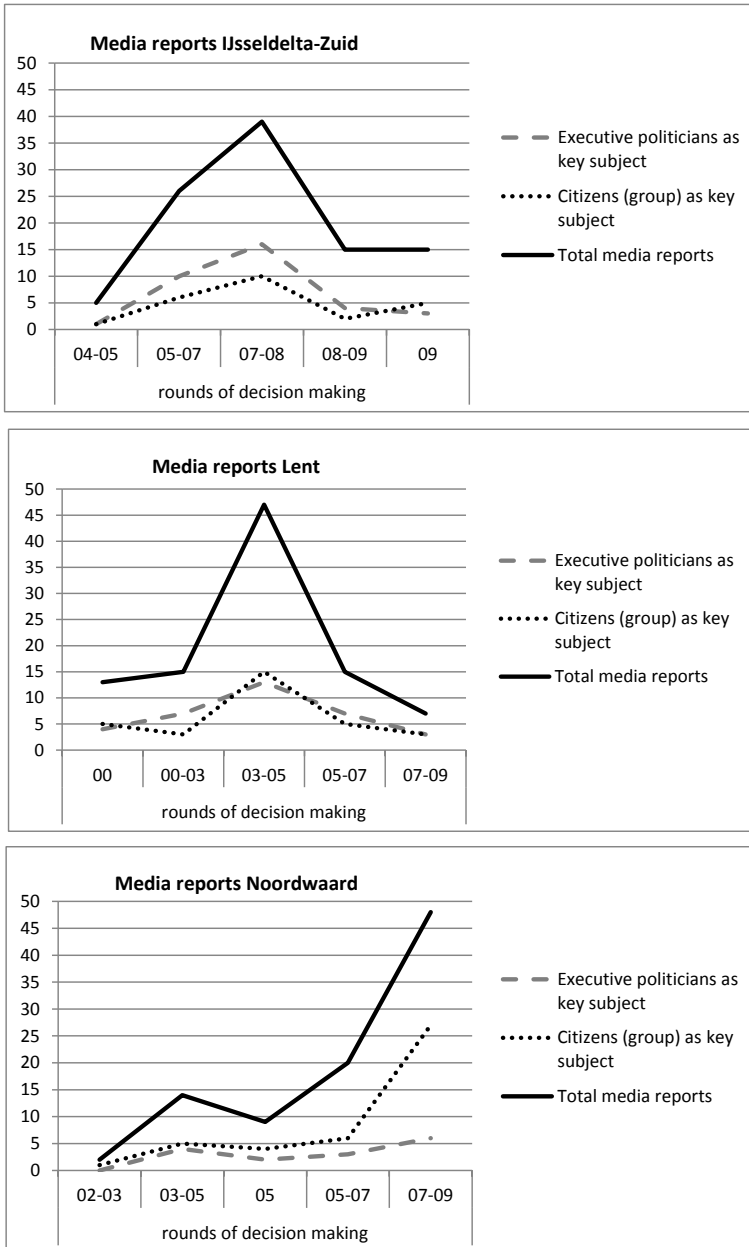 Media reports IJsseldelta-Zuid
50
45
40
35
30
25
20
15
10
5
0
04-05 05-07 07-08 08-09 09
rounds of decision making
Executive politicians as
key subject
Citizens (group) as key
subject
Total media reports
Media reports Lent
50
45
40
35
30
25
20
15
10
5
0
00 00-03 03-05 05-07 07-09
rounds of decision making
Executive politicians as
key subject
Citizens (group) as key
subject
Total media reports
Media reports Noordwaard
50
45
40
35
30
25
20
15
10
5
0
02-03 03-05 05 05-07 07-09
rounds of decision making
Executive politicians as
key subject
Citizens (group) as key
subject
Total media reports